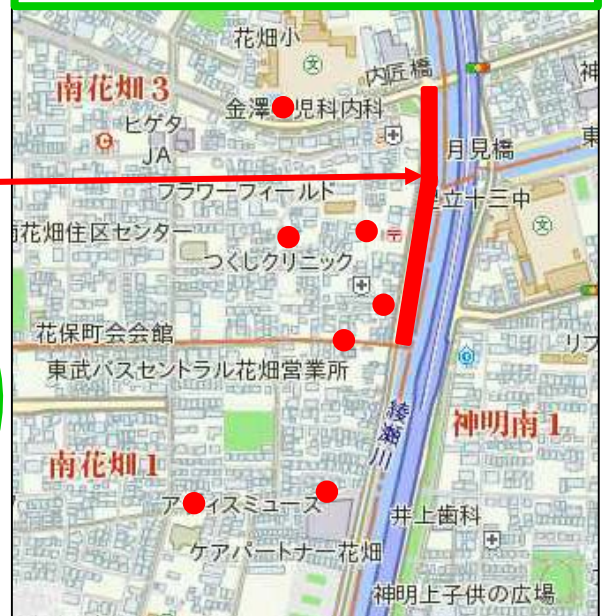 花畑小
内匠橋
南花畑3
金澤 児科内科
ヒゲタ
JA
月見橋
フラワーフィールド
立十三中
花畑住区センター
つくしクリニック
花保町会会館
東武バスセントラル花畑営業所
綾瀬川
神明南1
南花畑1
ア ィスミューズ
井上歯科
ケアパートナー花畑
神明上子供の広場